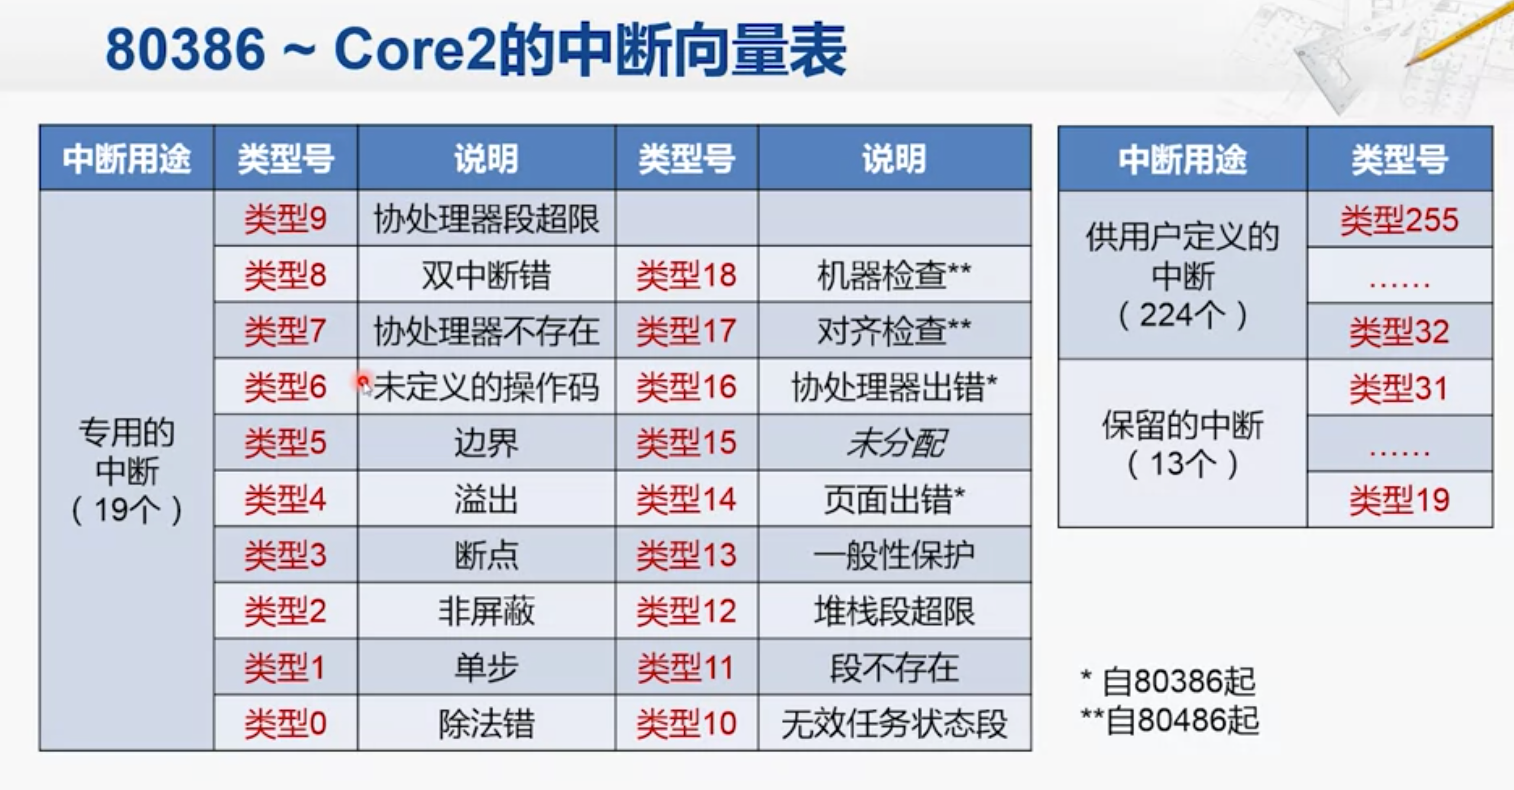 80386 ~ Core2的中断向量表
中断用途 类型号 说明 类型号 说明
专用的
中断
（19个）
类型9 协处理器段超限
类型8 双中断错 类型18 机器检查**
类型7 协处理器不存在 类型17 对齐检查**
类型6 未定义的操作码 类型16 协处理器出错*
类型5 边界 类型15 未分配
类型4 溢出 类型14 页面出错*
类型3 断点 类型13 一般性保护
类型2 非屏蔽 类型12 堆栈段超限
类型1 单步 类型11 段不存在
类型0 除法错 类型10 无效任务状态段
中断用途 类型号
供用户定义的
中断
（224个）
类型255
……
类型32
保留的中断
（13个）
类型31
……
类型19
* 自80386起
**自80486起